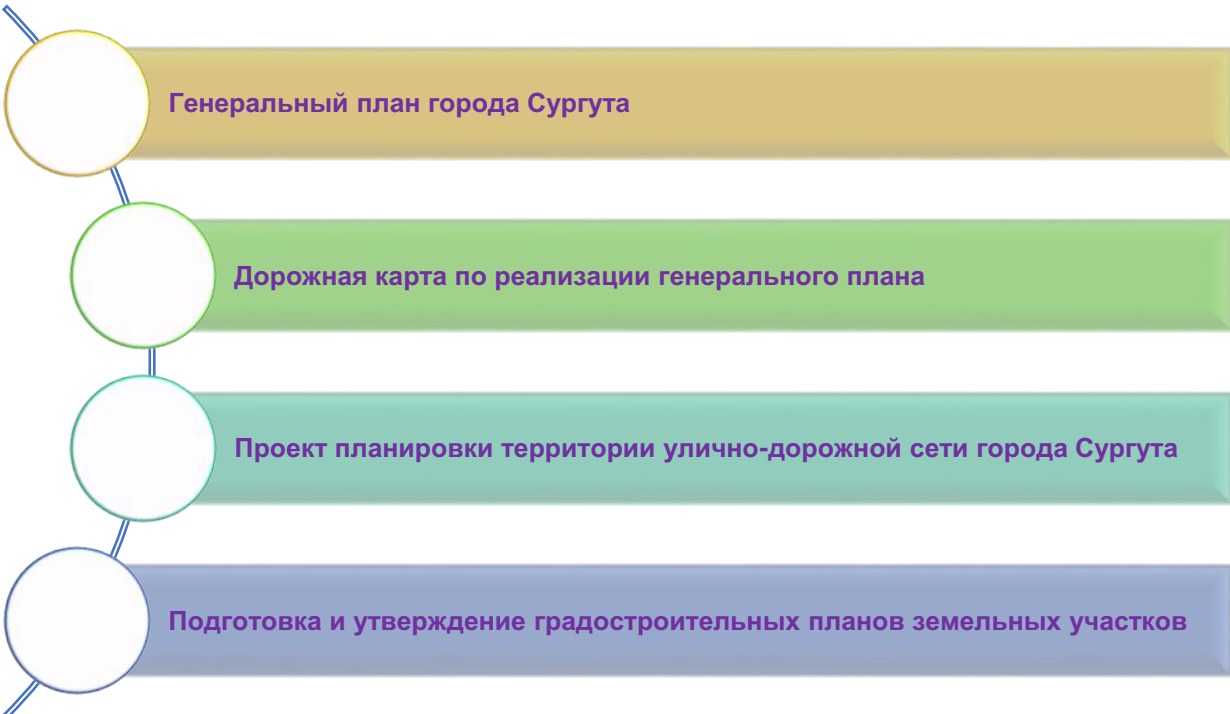 Генеральный план города Сургута
Дорожная карта по реализации генерального плана
Проект планировки территории улично-дорожной сети города Сургута
Подготовка и утверждение градостроительных планов земельных участков